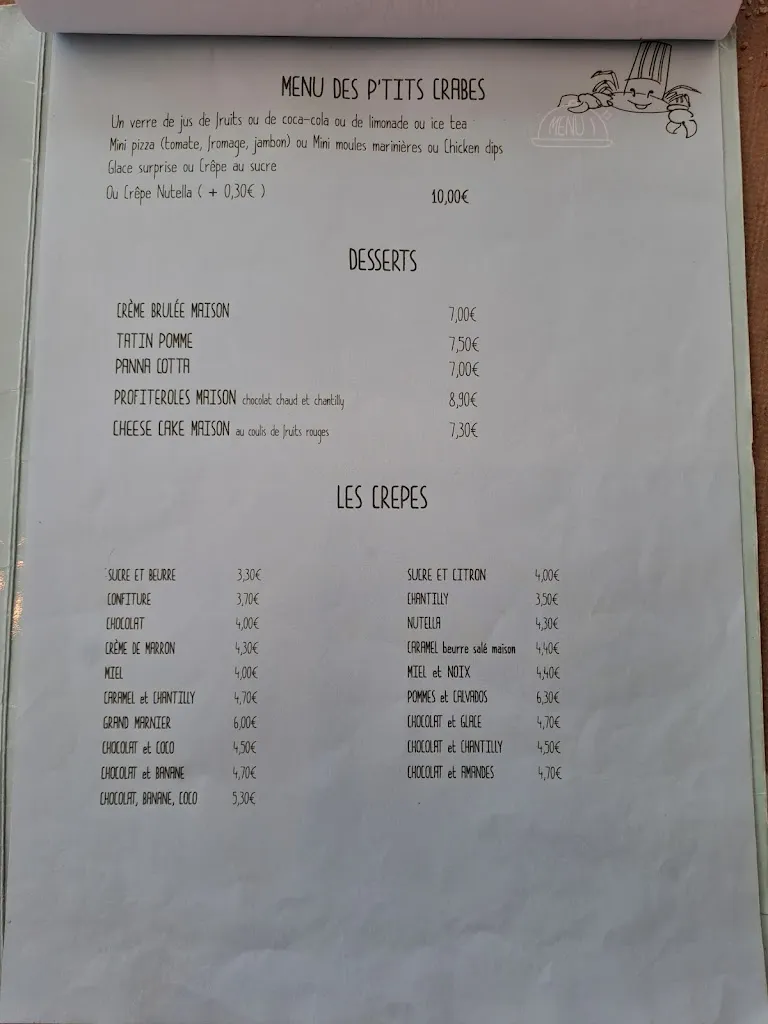 MENU DES P'TITS CRABES
MENU
Un verre de jus de fruits ou de coca-cola ou de limonade ou ice tea
Mini pizza (tomate, fromage, jambon) ou Mini moules marinières ou Chicken dips
Glace surprise ou Crêpe au sucre
Ou Crêpe Nutella ( + 0,30€ ) 10,00€
DESSERTS
CRÈME BRULÉE MAISON 7,00€
TATIN POMME 7,50€
PANNA COTTA 7,00€
PROFITEROLES MAISON chocolat chaud et chantilly 8,90€
CHEESE CAKE MAISON au coulis de fruits rouges 7,30€
LES CREPES
SUCRE ET BEURRE 3,30€
CONFITURE 3,70€
CHOCOLAT 4,00€
CRÈME DE MARRON 4,30€
MIEL 4,00€
CARAMEL et CHANTILLY 4,70€
GRAND MARNIER 6,00€
CHOCOLAT et COCO 4,50€
CHOCOLAT et BANANE 4,70€
CHOCOLAT, BANANE, COCO 5,30€
SUCRE ET CITRON 4,00€
CHANTILLY 3,50€
NUTELLA 4,30€
CARAMEL beurre salé maison 4,40€
MIEL et NOIX 4,40€
POMMES et CALVADOS 6,30€
CHOCOLAT et GLACE 4,70€
CHOCOLAT et CHANTILLY 4,50€
CHOCOLAT et AMANDES 4,70€